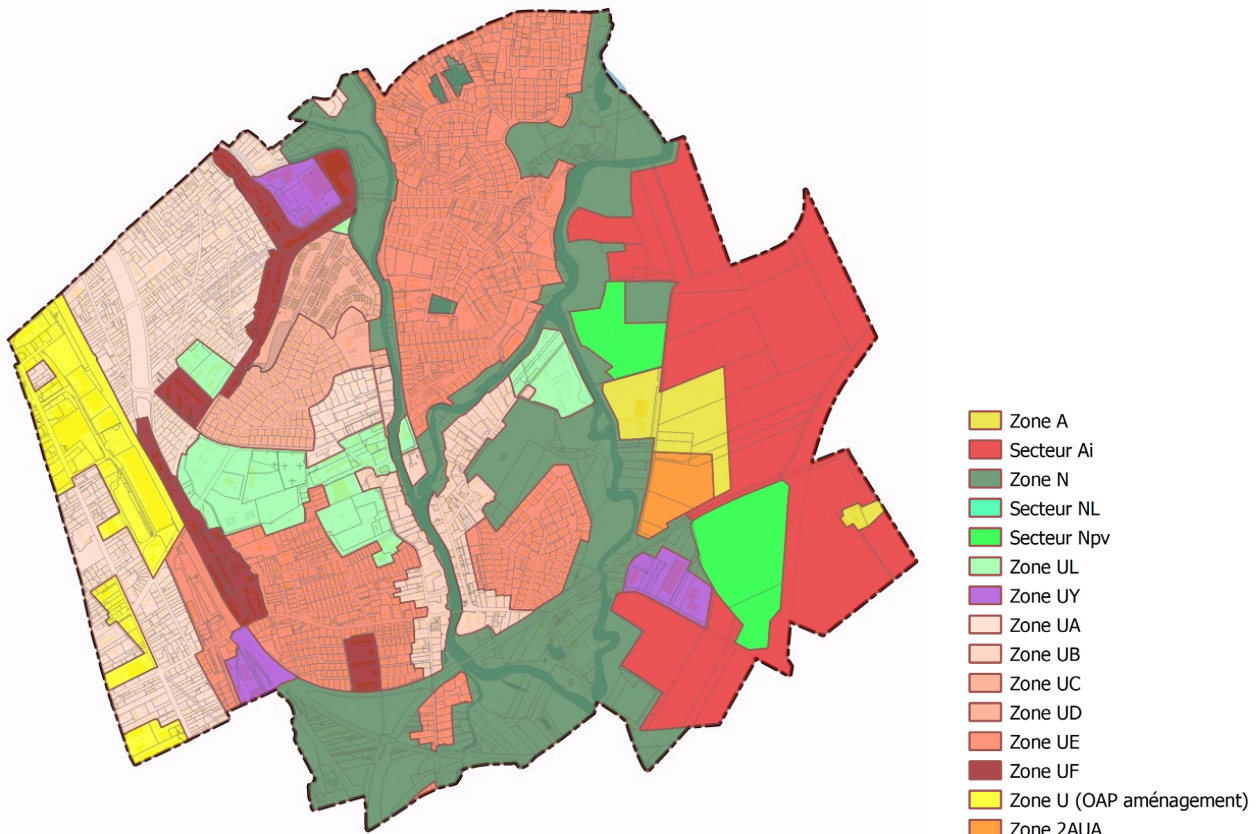 Zone A
Secteur Ai
Zone N
Secteur NL
Secteur Npv
Zone UL
Zone UY
Zone UA
Zone UB
Zone UC
Zone UD
Zone UE
Zone UF
Zone U (OAP aménagement)
Zone 2AUA